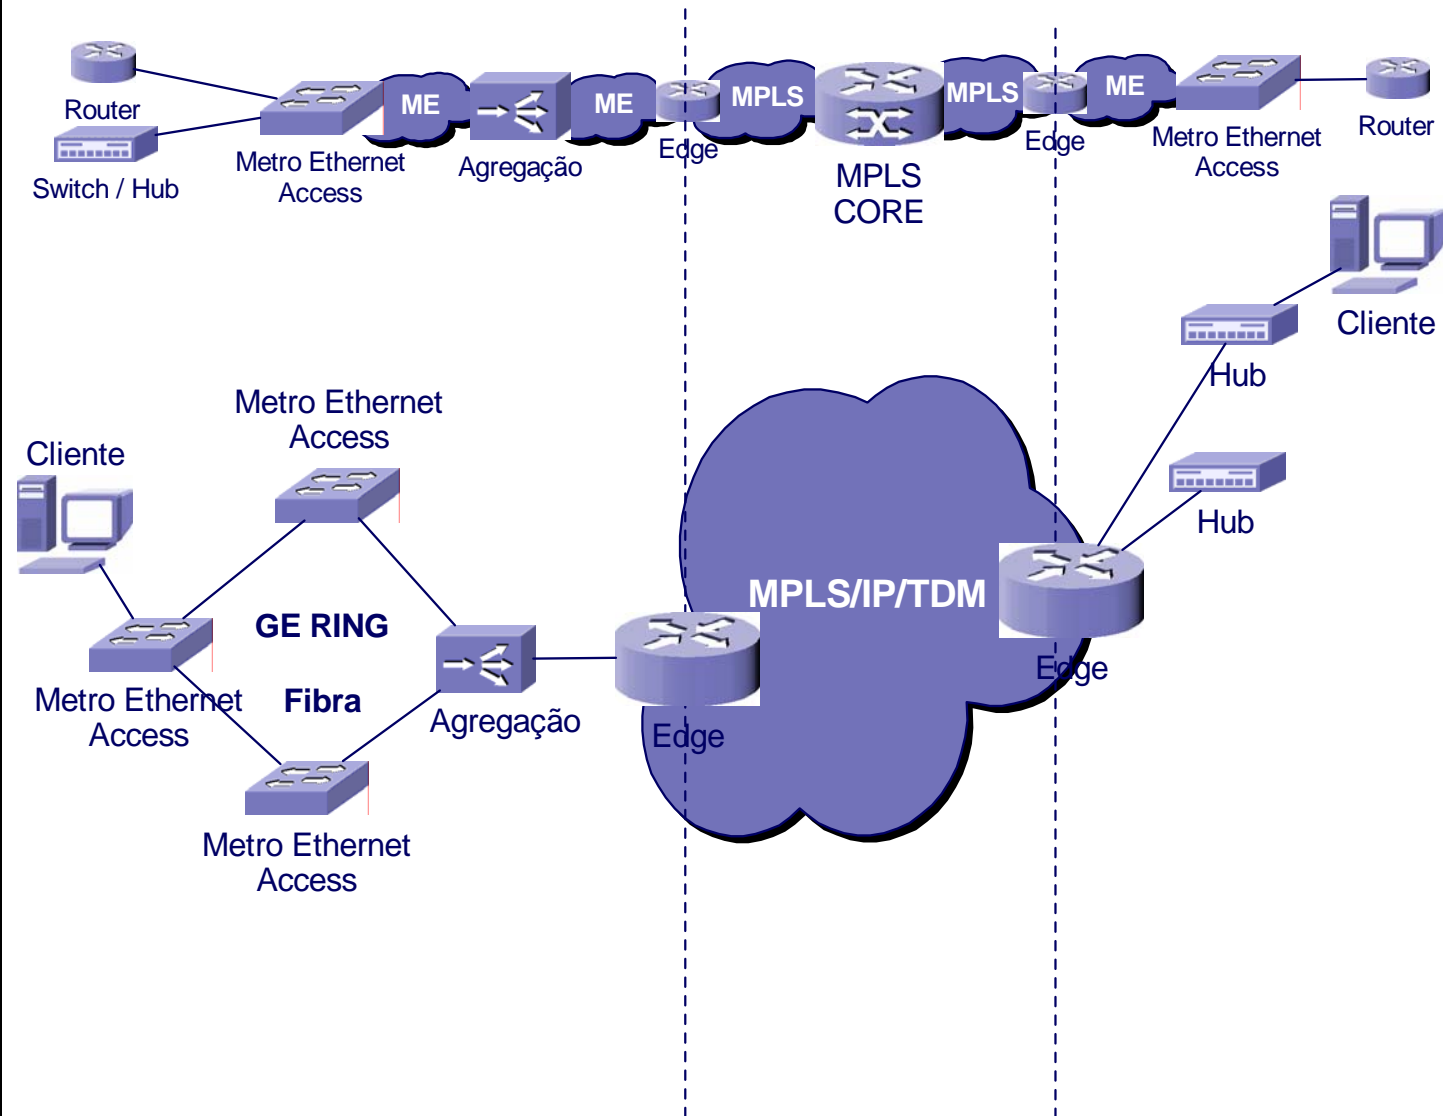 Router
Switch / Hub
Metro Ethernet
Access
ME
Agregação
ME
Edge
MPLS
MPLS
CORE
MPLS
Edge
ME
Metro Ethernet
Access
Router
Cliente
Hub
Hub
Metro Ethernet
Access
Cliente
GE RING
Fibra
Metro Ethernet
Access
Agregação
Metro Ethernet
Access
Edge
MPLS/IP/TDM
Edge